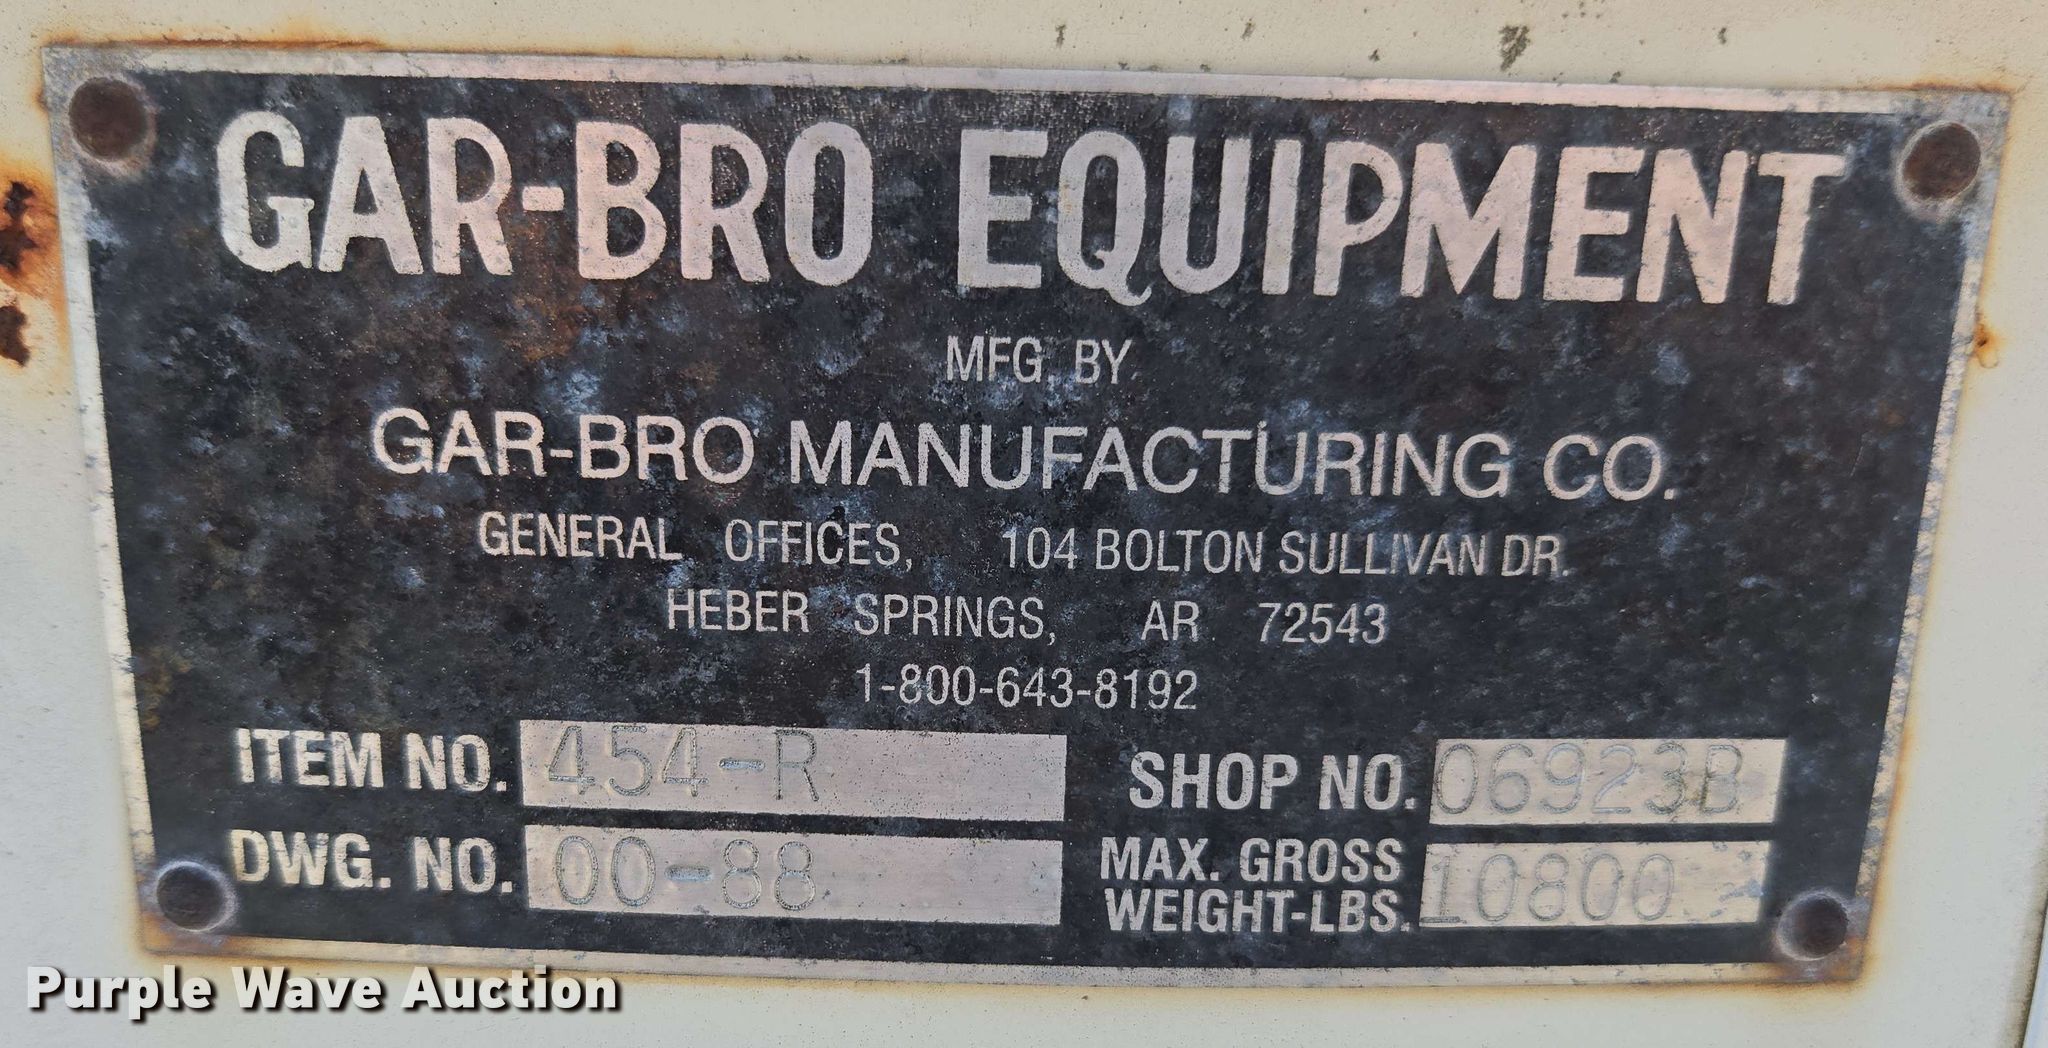 GAR-BRO EQUIPMENT
MFG. BY
GAR-BRO MANUFACTURING CO.
GENERAL OFFICES, 104 BOLTON SULLIVAN DR.
HEBER SPRINGS, AR 72543
1-800-643-8192
ITEM NO. 454-R
SHOP NO. 06923B
DWG. NO. 00-88
MAX. GROSS
WEIGHT-LBS. 10800
Purple Wave Auction